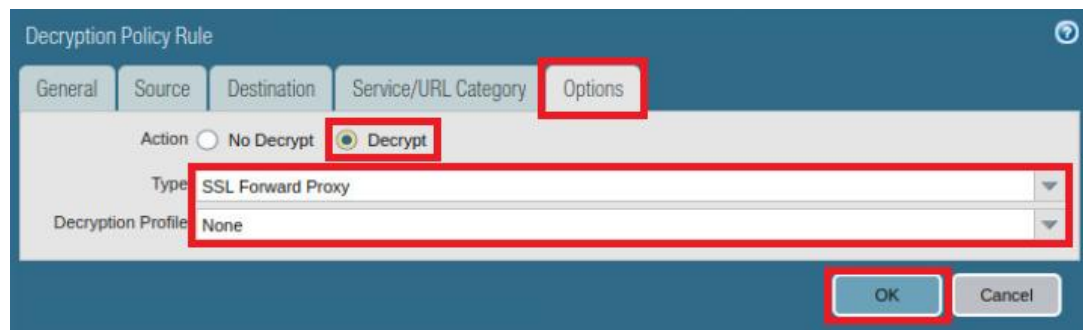 Decryption Policy Rule
General Source Destination Service/URL Category Options
Action No Decrypt Decrypt
Type SSL Forward Proxy
Decryption Profile None
OK Cancel